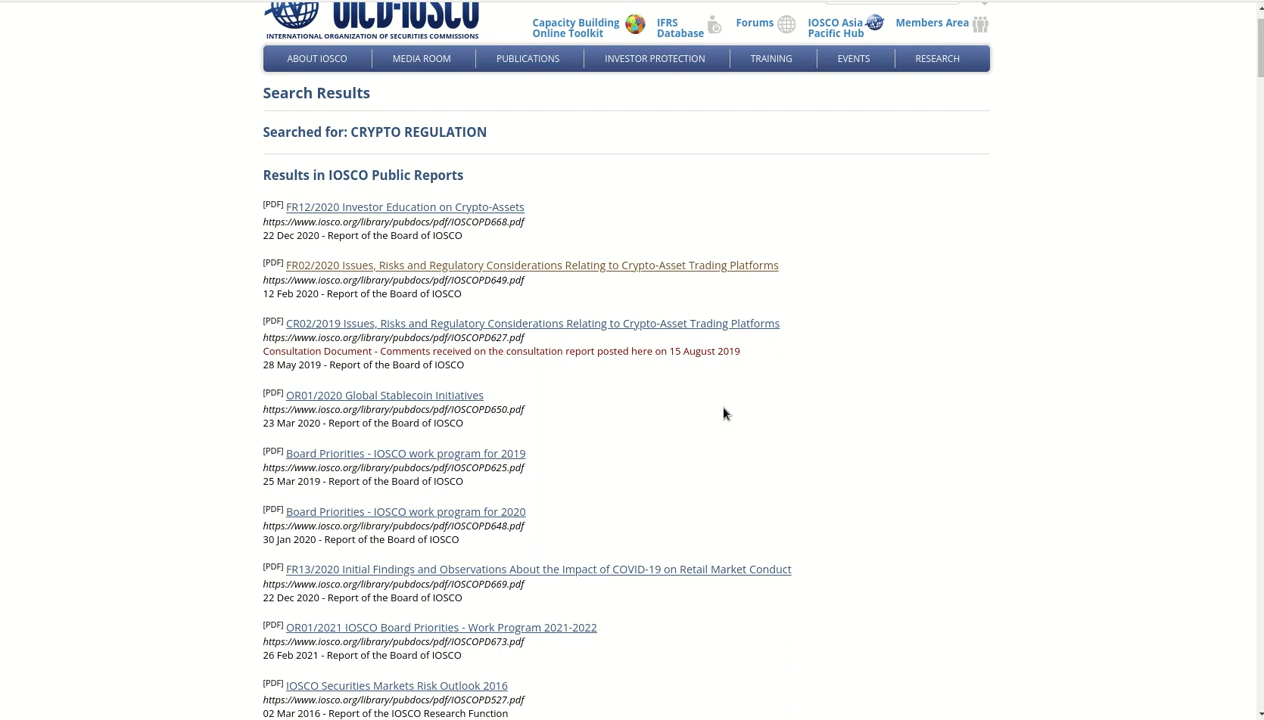 OICU-IOSCO
INTERNATIONAL ORGANIZATION OF SECURITIES COMMISSIONS
Capacity Building
Online Toolkit
IFRS
Database
Forums
IOSCO Asia
Pacific Hub
Members Area
ABOUT IOSCO
MEDIA ROOM
PUBLICATIONS
INVESTOR PROTECTION
TRAINING
EVENTS
RESEARCH
Search Results
Searched for: CRYPTO REGULATION
Results in IOSCO Public Reports
[PDF] FR12/2020 Investor Education on Crypto-Assets
https://www.iosco.org/library/pubdocs/pdf/IOSCOPD668.pdf
22 Dec 2020 - Report of the Board of IOSCO
[PDF] FR02/2020 Issues, Risks and Regulatory Considerations Relating to Crypto-Asset Trading Platforms
https://www.iosco.org/library/pubdocs/pdf/IOSCOPD649.pdf
12 Feb 2020 - Report of the Board of IOSCO
[PDF] CR02/2019 Issues, Risks and Regulatory Considerations Relating to Crypto-Asset Trading Platforms
https://www.iosco.org/library/pubdocs/pdf/IOSCOPD627.pdf
Consultation Document - Comments received on the consultation report posted here on 15 August 2019
28 May 2019 - Report of the Board of IOSCO
[PDF] OR01/2020 Global Stablecoin Initiatives
https://www.iosco.org/library/pubdocs/pdf/IOSCOPD650.pdf
23 Mar 2020 - Report of the Board of IOSCO
[PDF] Board Priorities - IOSCO work program for 2019
https://www.iosco.org/library/pubdocs/pdf/IOSCOPD625.pdf
25 Mar 2019 - Report of the Board of IOSCO
[PDF] Board Priorities - IOSCO work program for 2020
https://www.iosco.org/library/pubdocs/pdf/IOSCOPD648.pdf
30 Jan 2020 - Report of the Board of IOSCO
[PDF] FR13/2020 Initial Findings and Observations About the Impact of COVID-19 on Retail Market Conduct
https://www.iosco.org/library/pubdocs/pdf/IOSCOPD669.pdf
22 Dec 2020 - Report of the Board of IOSCO
[PDF] OR01/2021 IOSCO Board Priorities - Work Program 2021-2022
https://www.iosco.org/library/pubdocs/pdf/IOSCOPD673.pdf
26 Feb 2021 - Report of the Board of IOSCO
[PDF] IOSCO Securities Markets Risk Outlook 2016
https://www.iosco.org/library/pubdocs/pdf/IOSCOPD527.pdf
02 Mar 2016 - Report of the IOSCO Research Function